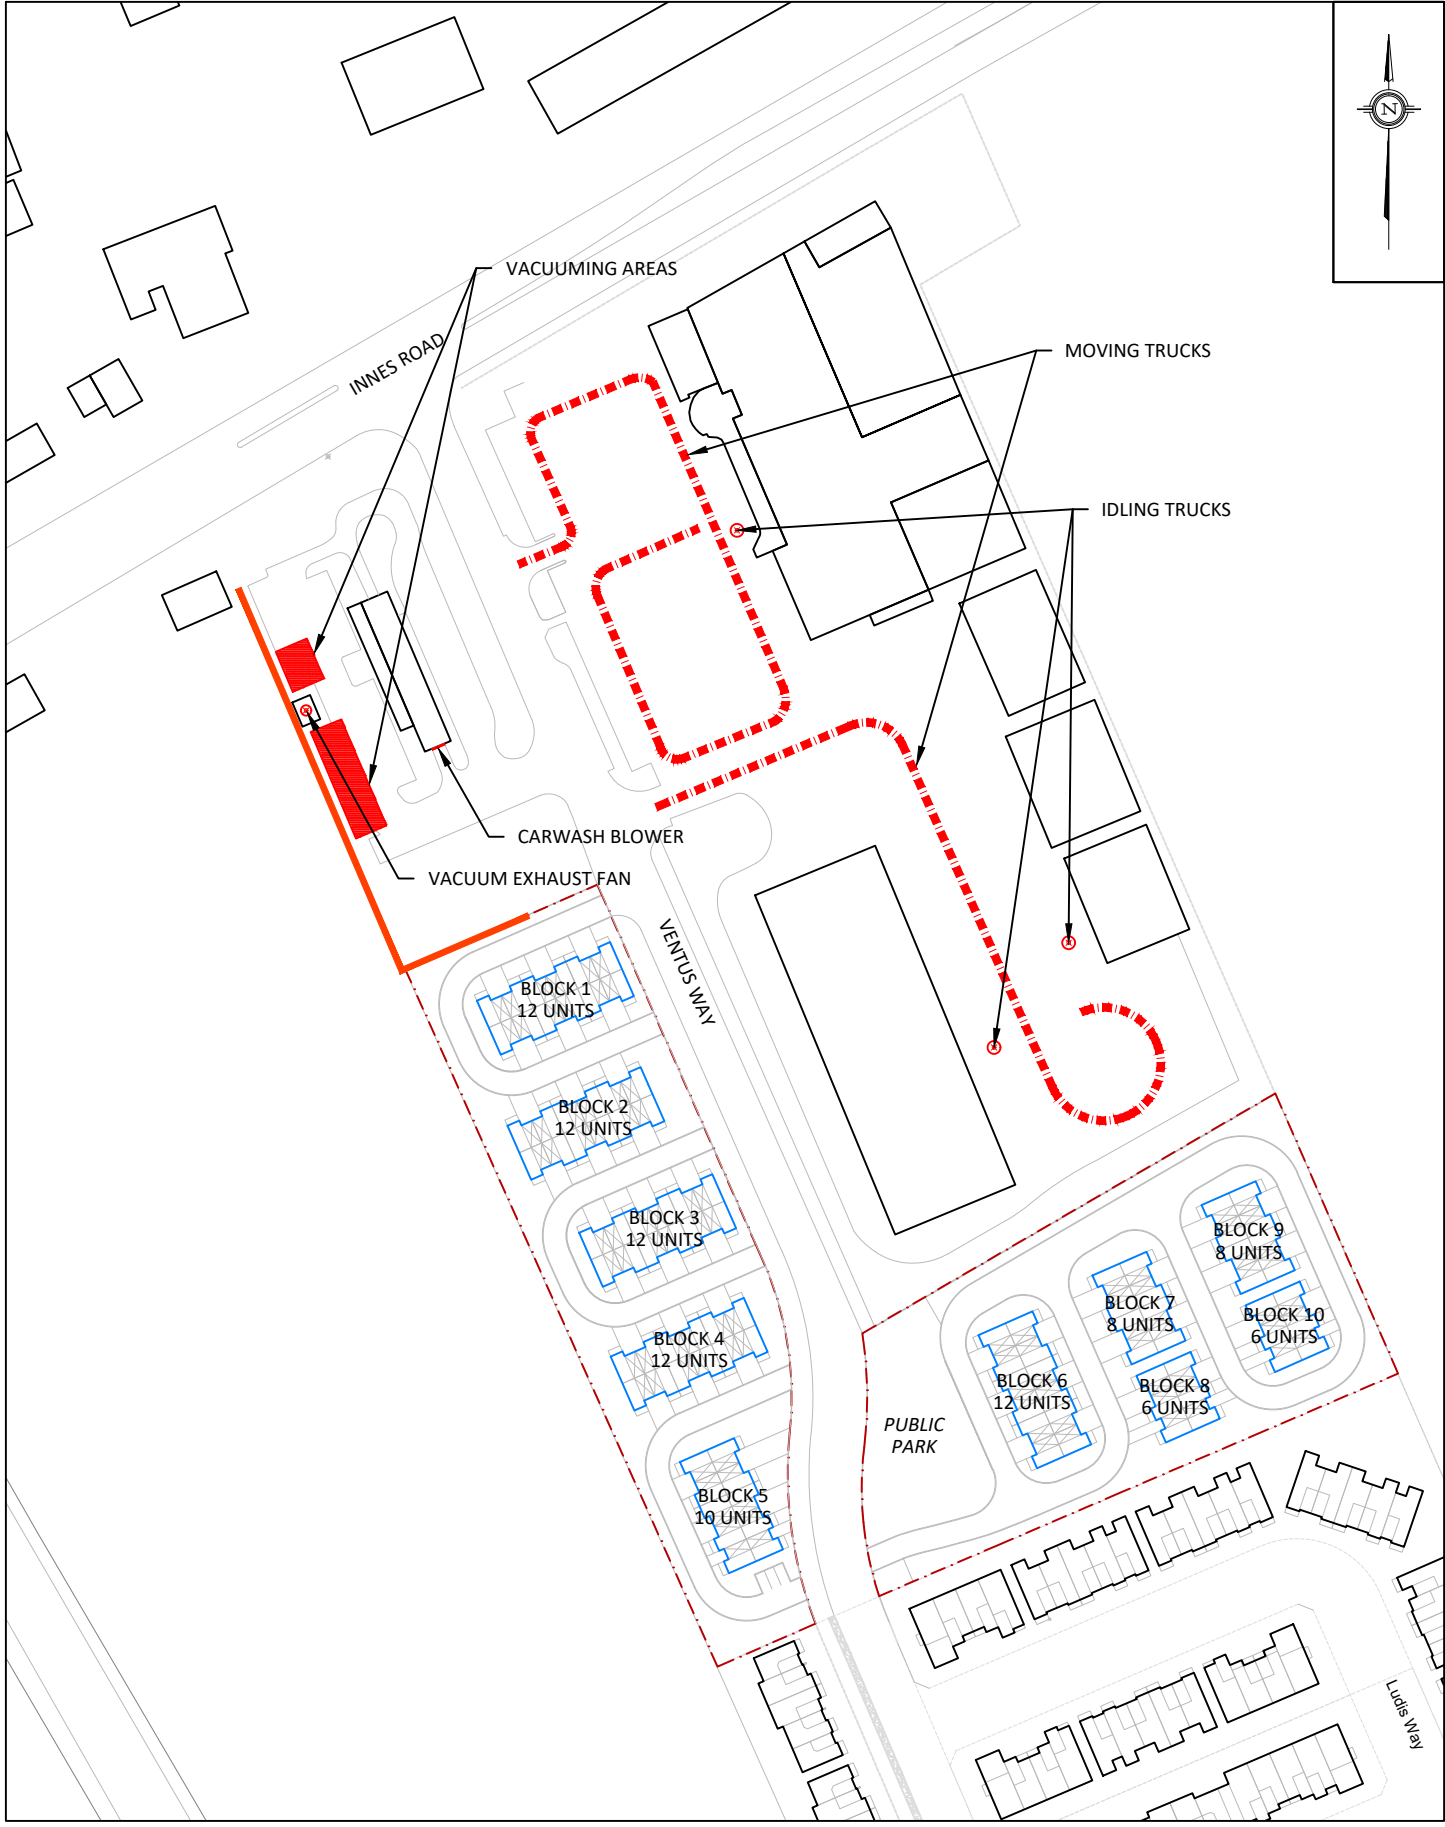 N
VACUUMING AREAS
INNES ROAD
MOVING TRUCKS
IDLING TRUCKS
CARWASH BLOWER
VACUUM EXHAUST FAN
VENTUS WAY
BLOCK 1
12 UNITS
BLOCK 2
12 UNITS
BLOCK 3
12 UNITS
BLOCK 4
12 UNITS
BLOCK 5
10 UNITS
BLOCK 9
8 UNITS
BLOCK 7
8 UNITS
BLOCK 10
6 UNITS
BLOCK 6
12 UNITS
BLOCK 8
6 UNITS
PUBLIC
PARK
Ludis Way